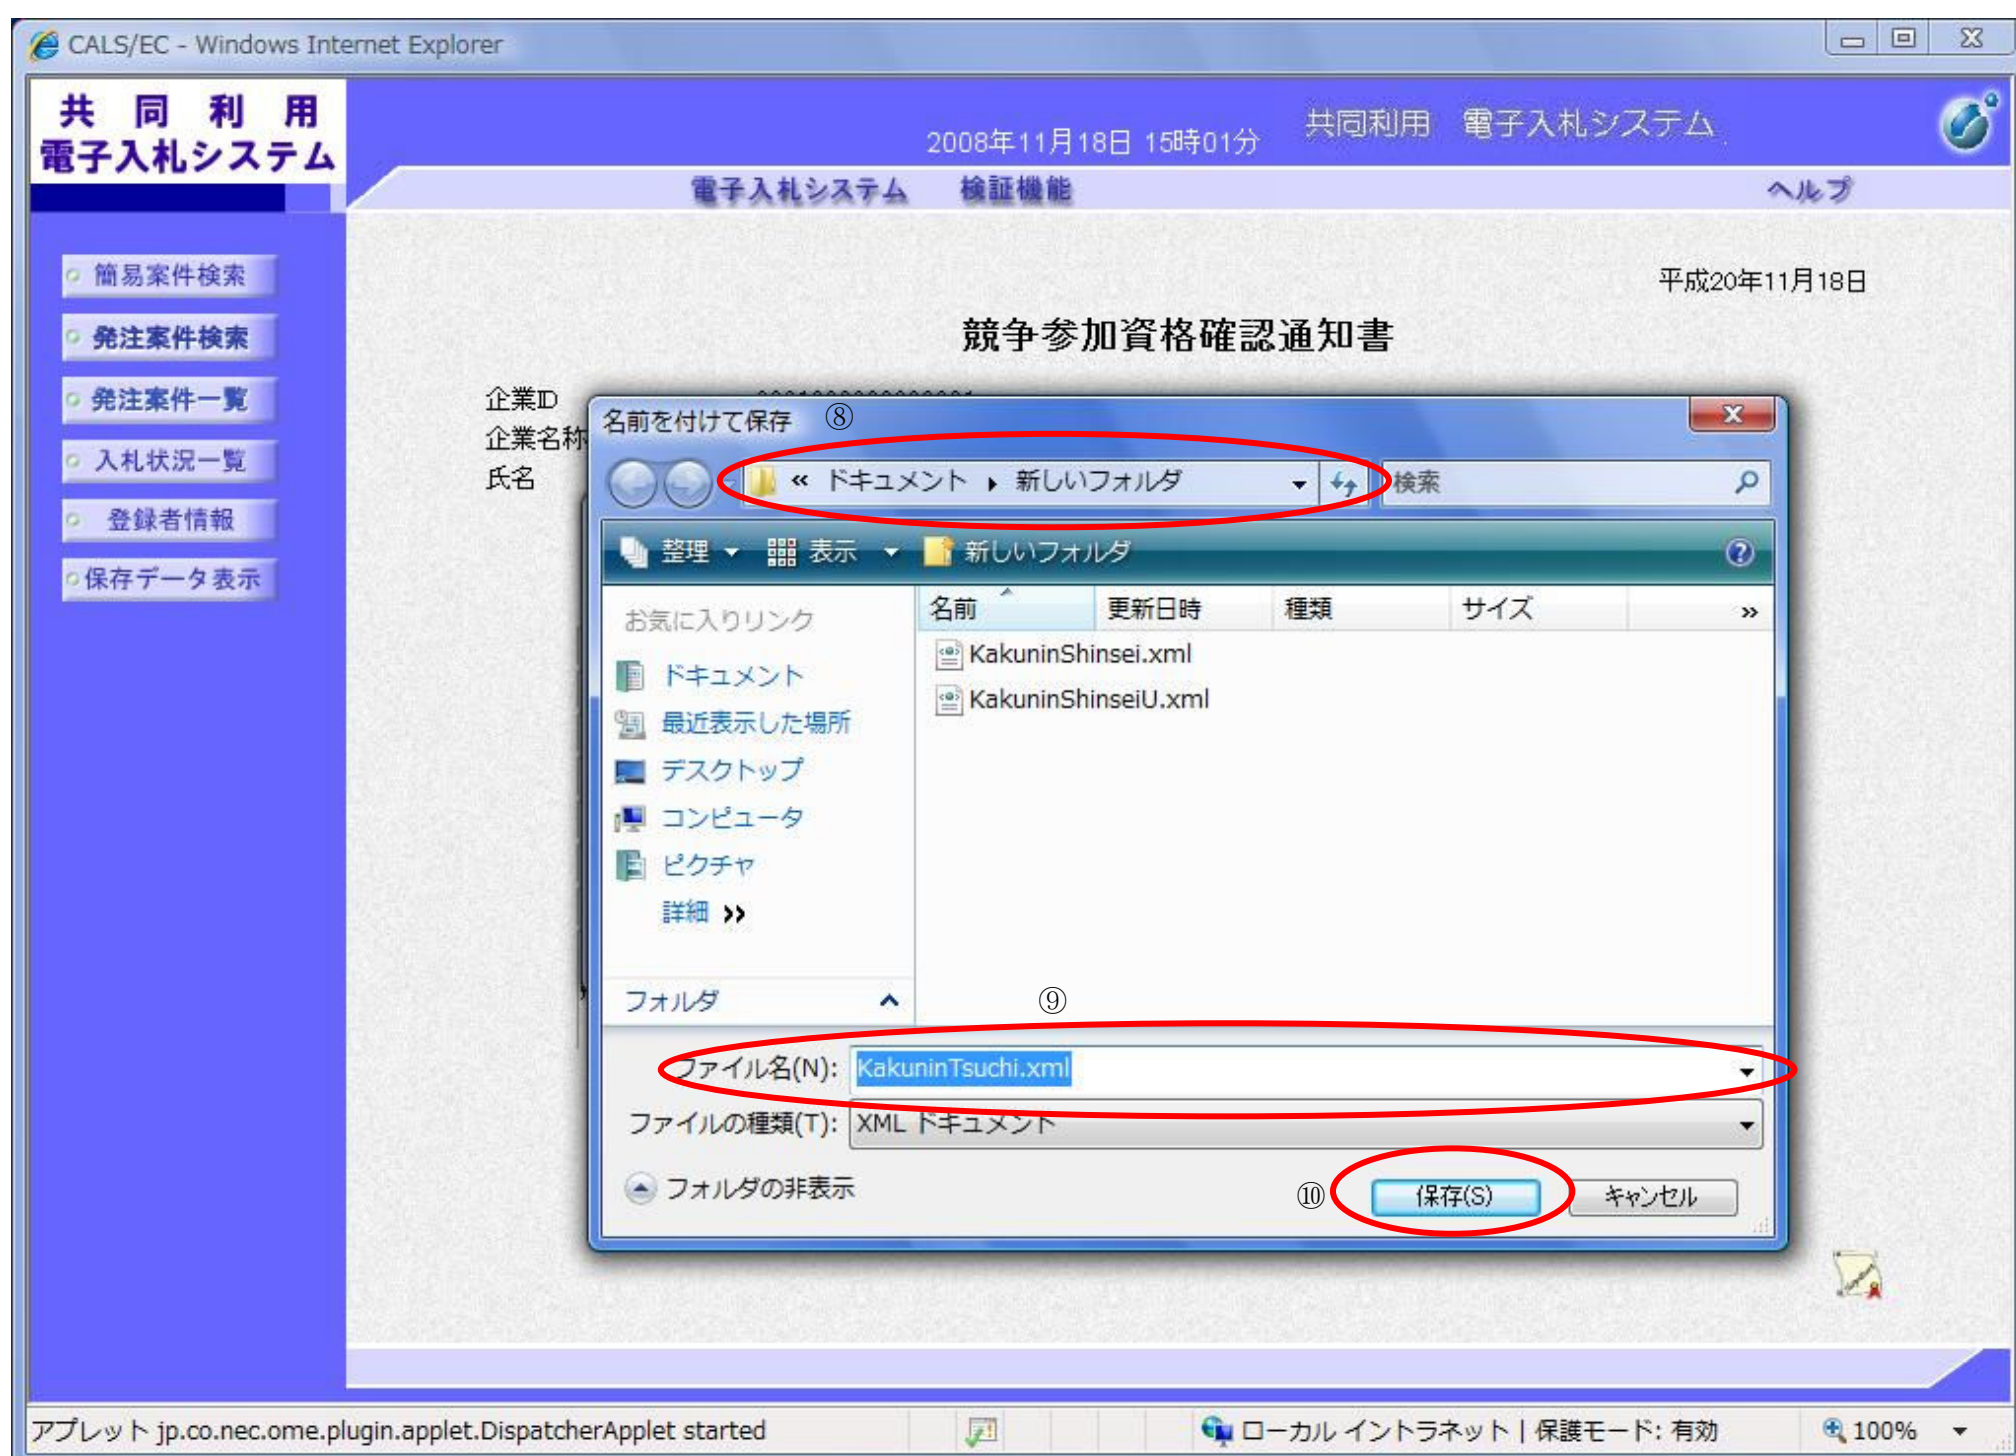 CALS/EC - Windows Internet Explorer
共同利用
電子入札システム
2008年11月18日 15時01分
共同利用 電子入札システム
電子入札システム 検証機能 ヘルプ
簡易案件検索
発注案件検索
発注案件一覧
入札状況一覧
登録者情報
保存データ表示
平成20年11月18日
競争参加資格確認通知書
企業ID
企業名称
氏名
名前を付けて保存
⑧
« ドキュメント 新しいフォルダ
検索
整理 表示 新しいフォルダ
お気に入りリンク
ドキュメント
最近表示した場所
デスクトップ
コンピュータ
ピクチャ
詳細 »
フォルダ
名前 更新日時 種類 サイズ »
KakuninShinsei.xml
KakuninShinseiU.xml
⑨
ファイル名(N): KakuninTsuchi.xml
ファイルの種類(T): XML ドキュメント
フォルダの非表示
⑩
保存(S) キャンセル
アプレット jp.co.nec.ome.plugin.applet.DispatcherApplet started
ローカル イントラネット | 保護モード: 有効
100%